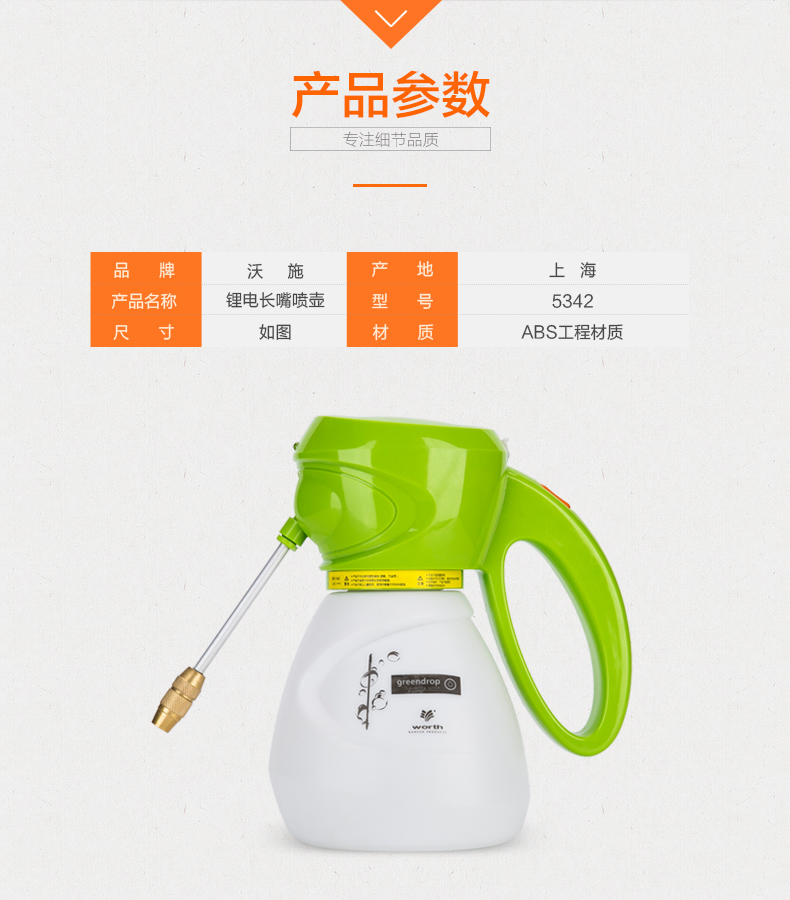 产品参数
专注细节品质
品 牌 沃 施 产 地 上 海
产品名称 锂电长嘴喷壶 型 号 5342
尺 寸 如图 材 质 ABS工程材质
greendrop
worth
GARDEN PRODUCTS